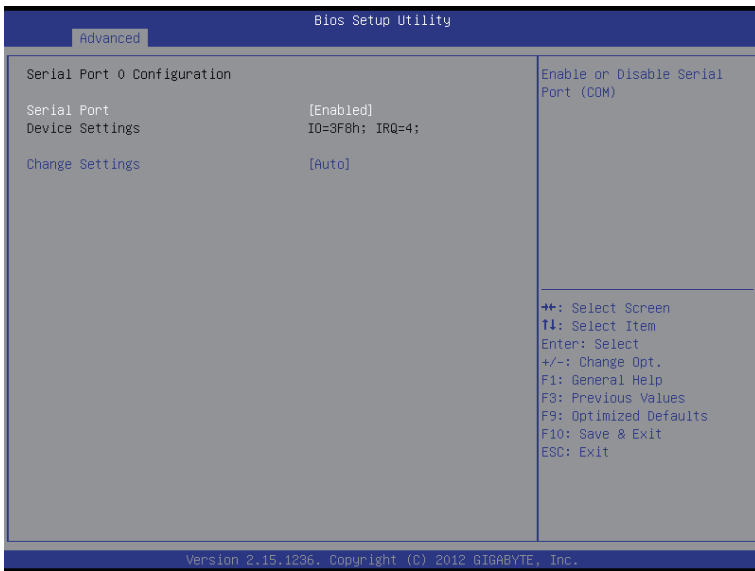 Bios Setup Utility
Advanced
Serial Port 0 Configuration
Serial Port [Enabled]
Device Settings IO=3F8h; IRQ=4;
Change Settings [Auto]
Enable or Disable Serial
Port (COM)
→←: Select Screen
↑↓: Select Item
Enter: Select
+/-: Change Opt.
F1: General Help
F3: Previous Values
F9: Optimized Defaults
F10: Save & Exit
ESC: Exit
Version 2.15.1236. Copyright (C) 2012 GIGABYTE, Inc.